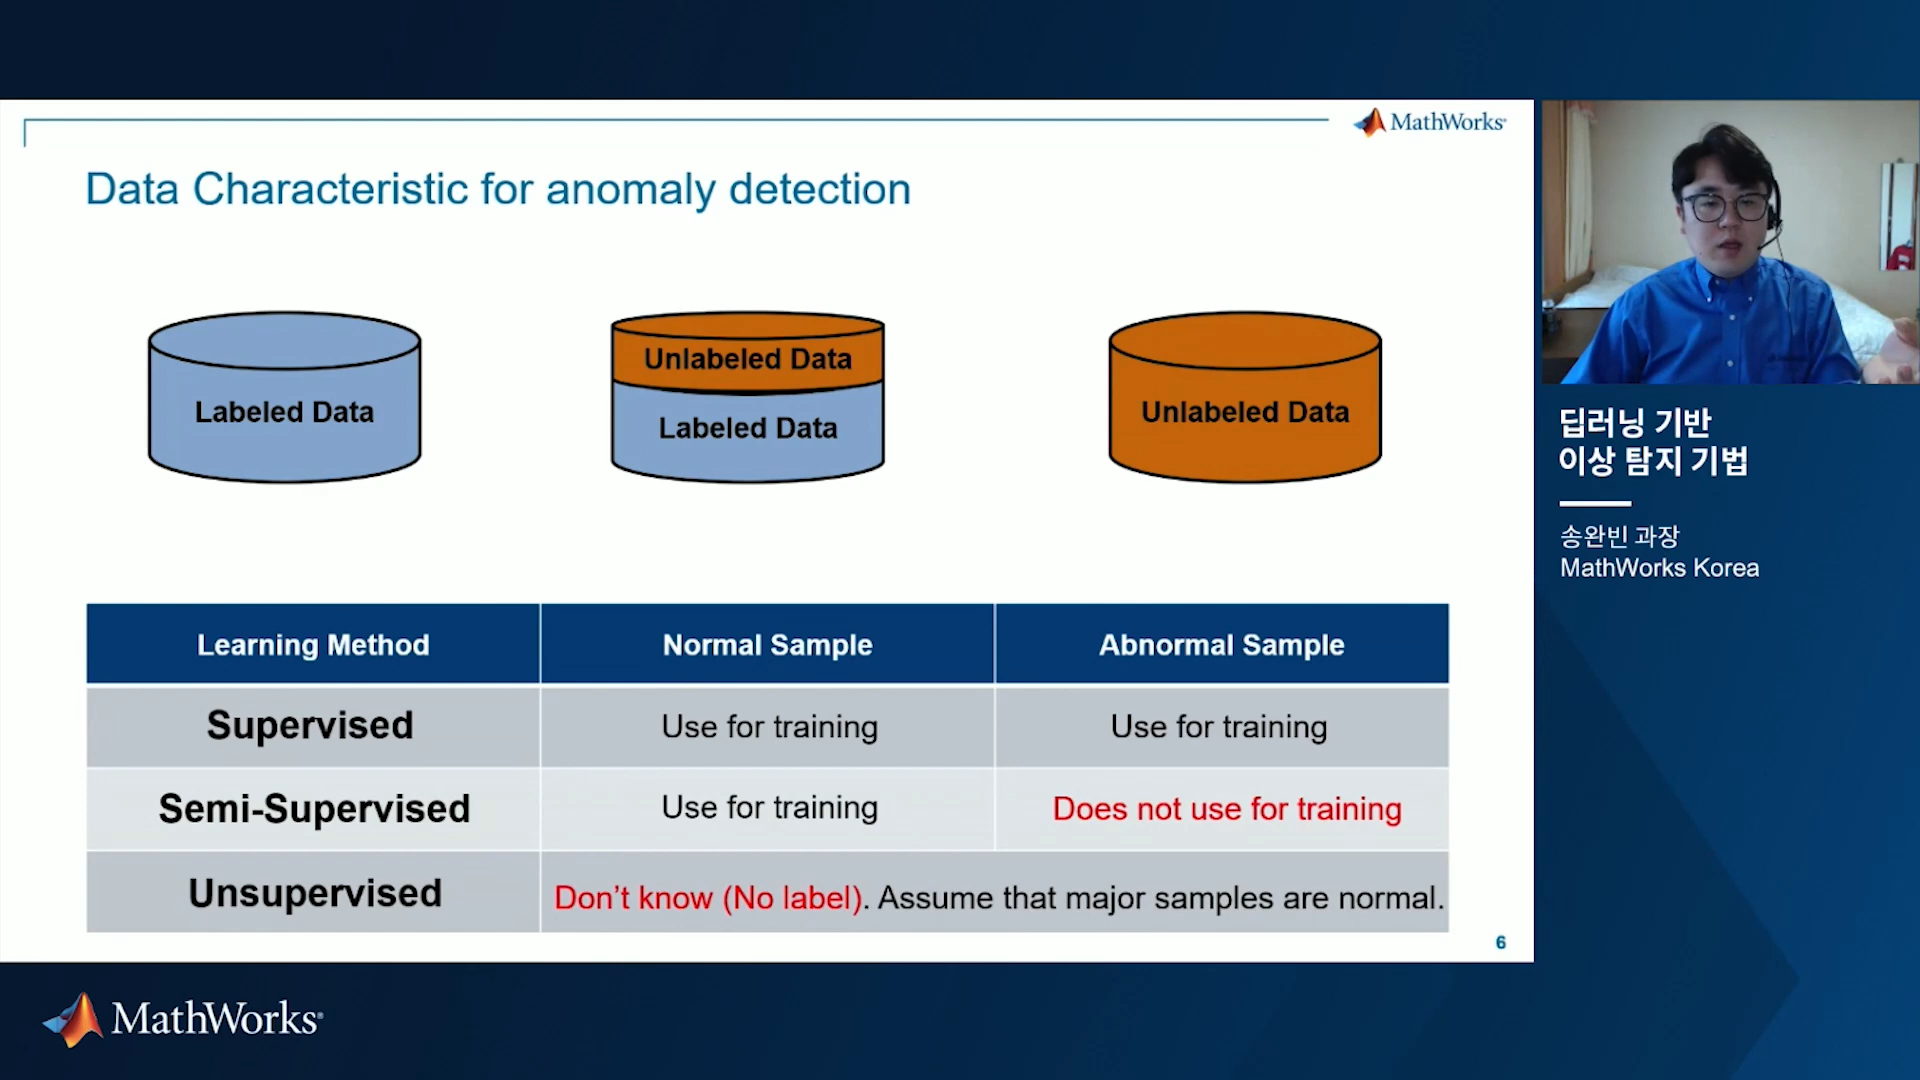 MathWorks
Data Characteristic for anomaly detection
Labeled Data
Unlabeled Data
Labeled Data
Unlabeled Data
Learning Method Normal Sample Abnormal Sample
Supervised Use for training Use for training
Semi-Supervised Use for training Does not use for training
Unsupervised Don't know (No label). Assume that major samples are normal.
6
딥러닝 기반
이상 탐지 기법
송완빈 과장
MathWorks Korea
MathWorks